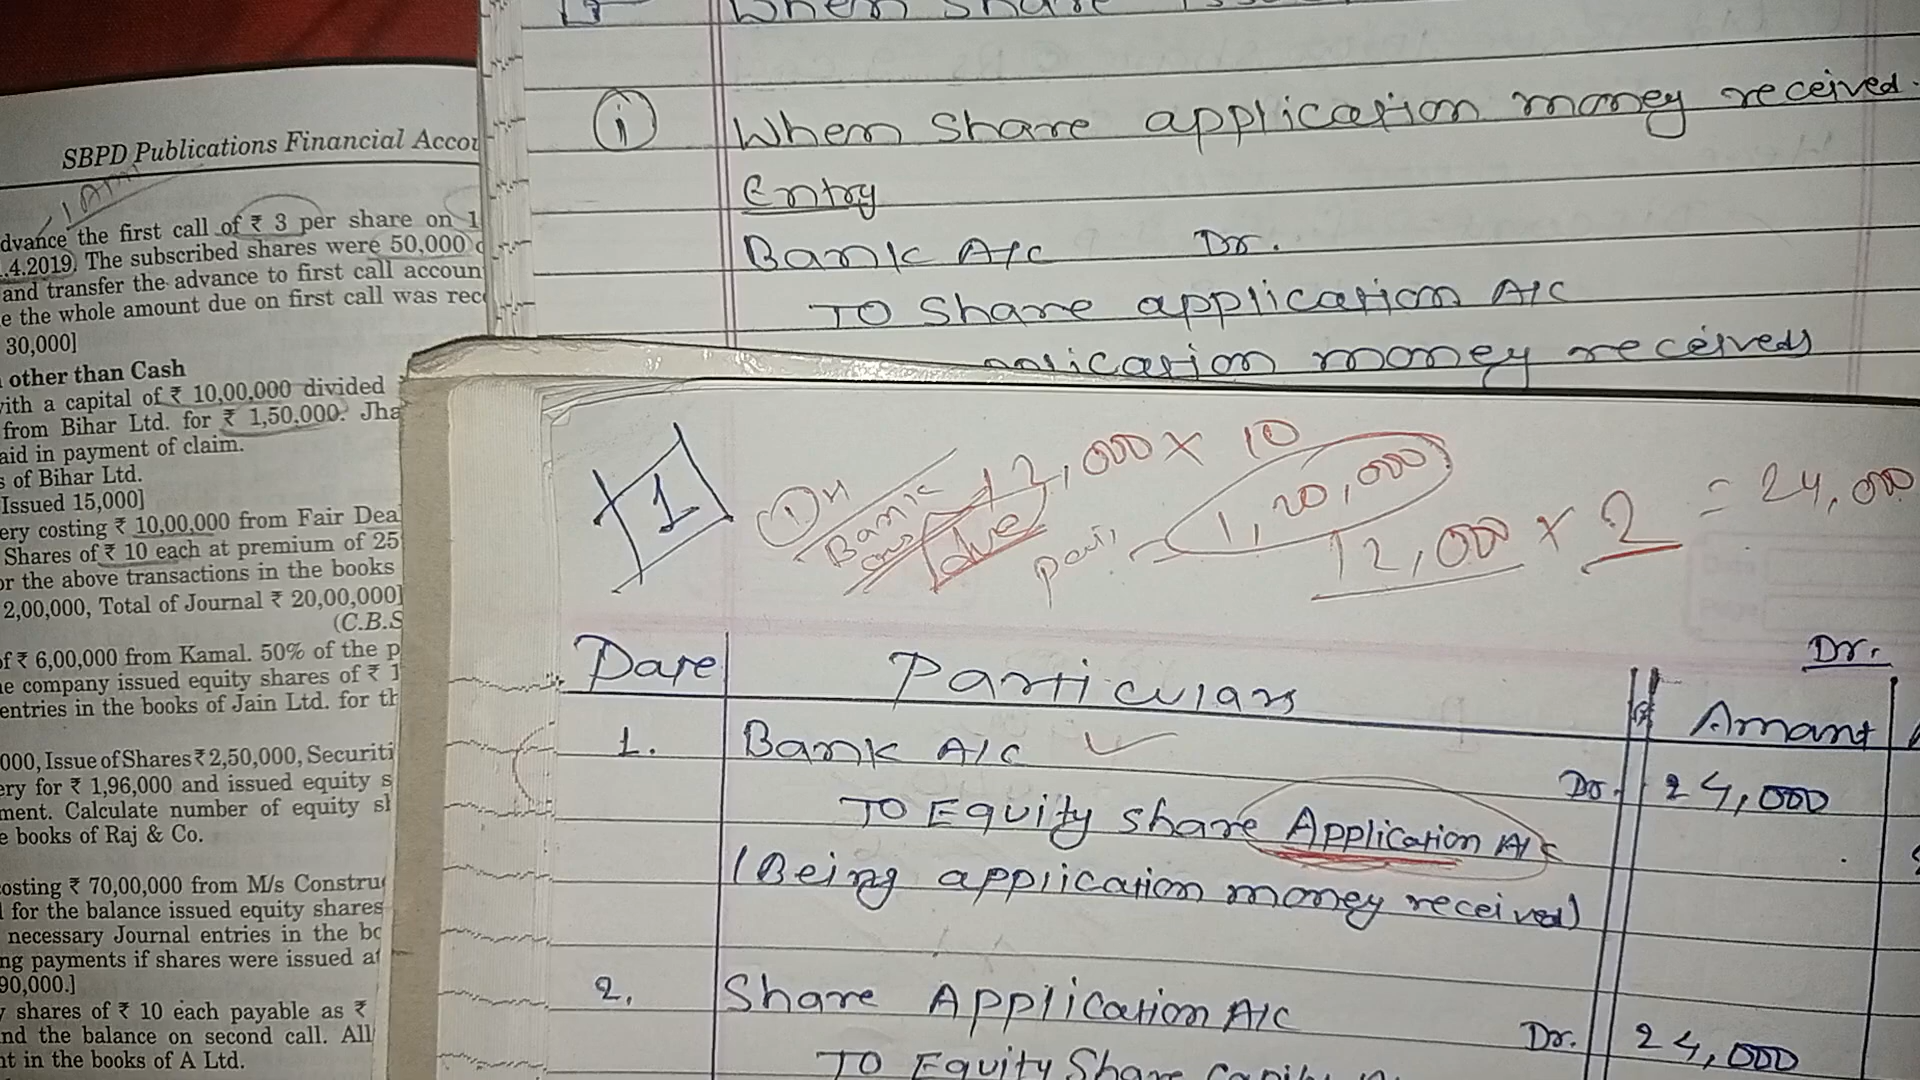 SBPD Publications Financial
dvance the first call of ₹ 3 per share on 1
.4.2019. The subscribed shares were 50,000
and transfer the advance to first call accoun
e the whole amount due on first call was rec
30,000]
other than Cash
ith a capital of ₹ 10,00,000 divided
from Bihar Ltd. for ₹ 1,50,000. Jha
aid in payment of claim.
s of Bihar Ltd.
Issued 15,000]
ery costing ₹ 10,00,000 from Fair Dea
Shares of ₹ 10 each at premium of 25
or the above transactions in the books
2,00,000, Total of Journal ₹ 20,00,000]
(C.B.S
of ₹ 6,00,000 from Kamal. 50% of the p
e company issued equity shares of ₹ 1
entries in the books of Jain Ltd. for th
000, Issue of Shares ₹ 2,50,000, Securiti
ery for ₹ 1,96,000 and issued equity s
ment. Calculate number of equity sh
e books of Raj & Co.
costing ₹ 70,00,000 from M/s Constru
for the balance issued equity shares
necessary Journal entries in the bo
ng payments if shares were issued at
90,000.]
y shares of ₹ 10 each payable as ₹
nd the balance on second call. All
nt in the books of A Ltd.
When Share
(i) When Share application money received.
Entry
Bank A/c Dr.
To Share application A/c
application money received
1
12,000 × 10
Bank
due
1,20,000
12,000 × 2 = 24,000
Dr.
Date Particulars Amant
1. Bank A/c Dr. 24,000
To Equity share Application A/c
(Being application money received)
2. Share Application A/c Dr. 24,000
To Equity Share